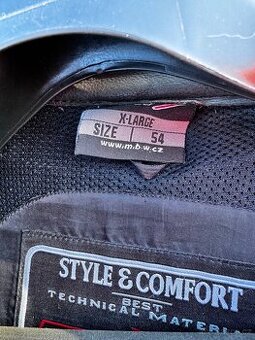 X-LARGE
SIZE 54
www.m-b-w.cz
STYLE & COMFORT
BEST
TECHNICAL MATERIAL